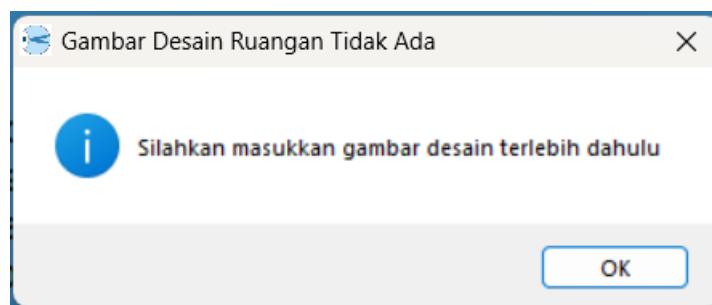 Gambar Desain Ruangan Tidak Ada
Silahkan masukkan gambar desain terlebih dahulu
OK